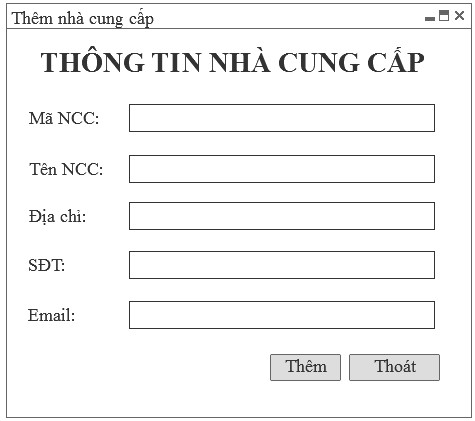 Thêm nhà cung cấp
THÔNG TIN NHÀ CUNG CẤP
Mã NCC:
Tên NCC:
Địa chỉ:
SĐT:
Email:
Thêm Thoát